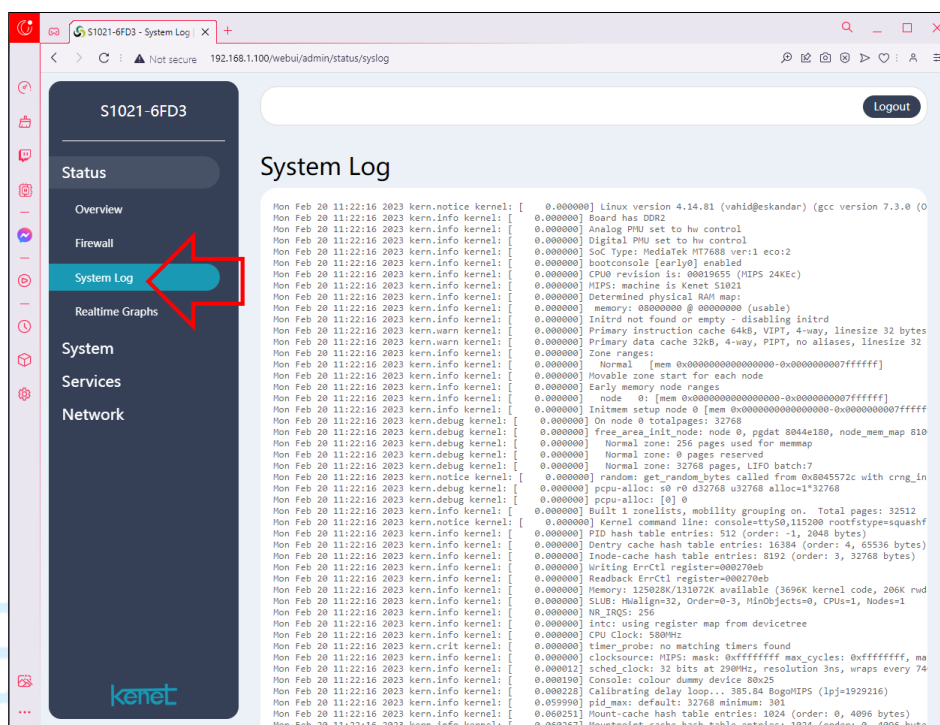 S1021-6FD3 - System Log |
Not secure 192.168.1.100/webui/admin/status/syslog
S1021-6FD3
Status
Overview
Firewall
System Log
Realtime Graphs
System
Services
Network
kenet
Logout
System Log
Mon Feb 20 11:22:16 2023 kern.notice kernel: [    0.000000] Linux version 4.14.81 (vahid@eskandar) (gcc version 7.3.0 (O
Mon Feb 20 11:22:16 2023 kern.info kernel: [    0.000000] Board has DDR2
Mon Feb 20 11:22:16 2023 kern.info kernel: [    0.000000] Analog PMU set to hw control
Mon Feb 20 11:22:16 2023 kern.info kernel: [    0.000000] Digital PMU set to hw control
Mon Feb 20 11:22:16 2023 kern.info kernel: [    0.000000] SoC Type: MediaTek MT7688 ver:1 eco:2
Mon Feb 20 11:22:16 2023 kern.info kernel: [    0.000000] bootconsole [early0] enabled
Mon Feb 20 11:22:16 2023 kern.info kernel: [    0.000000] CPU0 revision is: 00019655 (MIPS 24KEc)
Mon Feb 20 11:22:16 2023 kern.info kernel: [    0.000000] MIPS: machine is Kenet S1021
Mon Feb 20 11:22:16 2023 kern.info kernel: [    0.000000] Determined physical RAM map:
Mon Feb 20 11:22:16 2023 kern.info kernel: [    0.000000]  memory: 08000000 @ 00000000 (usable)
Mon Feb 20 11:22:16 2023 kern.info kernel: [    0.000000] Initrd not found or empty - disabling initrd
Mon Feb 20 11:22:16 2023 kern.warn kernel: [    0.000000] Primary instruction cache 64kB, VIPT, 4-way, linesize 32 bytes
Mon Feb 20 11:22:16 2023 kern.warn kernel: [    0.000000] Primary data cache 32kB, 4-way, PIPT, no aliases, linesize 32
Mon Feb 20 11:22:16 2023 kern.info kernel: [    0.000000] Zone ranges:
Mon Feb 20 11:22:16 2023 kern.info kernel: [    0.000000]   Normal   [mem 0x0000000000000000-0x0000000007ffffff]
Mon Feb 20 11:22:16 2023 kern.info kernel: [    0.000000] Movable zone start for each node
Mon Feb 20 11:22:16 2023 kern.info kernel: [    0.000000] Early memory node ranges
Mon Feb 20 11:22:16 2023 kern.info kernel: [    0.000000]   node   0: [mem 0x0000000000000000-0x0000000007ffffff]
Mon Feb 20 11:22:16 2023 kern.info kernel: [    0.000000] Initmem setup node 0 [mem 0x0000000000000000-0x0000000007fffff
Mon Feb 20 11:22:16 2023 kern.debug kernel: [    0.000000] On node 0 totalpages: 32768
Mon Feb 20 11:22:16 2023 kern.debug kernel: [    0.000000] free_area_init_node: node 0, pgdat 8044e180, node_mem_map 810
Mon Feb 20 11:22:16 2023 kern.debug kernel: [    0.000000]   Normal zone: 256 pages used for memmap
Mon Feb 20 11:22:16 2023 kern.debug kernel: [    0.000000]   Normal zone: 0 pages reserved
Mon Feb 20 11:22:16 2023 kern.debug kernel: [    0.000000]   Normal zone: 32768 pages, LIFO batch:7
Mon Feb 20 11:22:16 2023 kern.notice kernel: [    0.000000] random: get_random_bytes called from 0x8045572c with crng_in
Mon Feb 20 11:22:16 2023 kern.debug kernel: [    0.000000] pcpu-alloc: s0 r0 d32768 u32768 alloc=1*32768
Mon Feb 20 11:22:16 2023 kern.debug kernel: [    0.000000] pcpu-alloc: [0] 0
Mon Feb 20 11:22:16 2023 kern.info kernel: [    0.000000] Built 1 zonelists, mobility grouping on.  Total pages: 32512
Mon Feb 20 11:22:16 2023 kern.notice kernel: [    0.000000] Kernel command line: console=ttyS0,115200 rootfstype=squashf
Mon Feb 20 11:22:16 2023 kern.info kernel: [    0.000000] PID hash table entries: 512 (order: -1, 2048 bytes)
Mon Feb 20 11:22:16 2023 kern.info kernel: [    0.000000] Dentry cache hash table entries: 16384 (order: 4, 65536 bytes)
Mon Feb 20 11:22:16 2023 kern.info kernel: [    0.000000] Inode-cache hash table entries: 8192 (order: 3, 32768 bytes)
Mon Feb 20 11:22:16 2023 kern.info kernel: [    0.000000] Writing ErrCtl register=000270eb
Mon Feb 20 11:22:16 2023 kern.info kernel: [    0.000000] Readback ErrCtl register=000270eb
Mon Feb 20 11:22:16 2023 kern.info kernel: [    0.000000] Memory: 125028K/131072K available (3696K kernel code, 206K rwd
Mon Feb 20 11:22:16 2023 kern.info kernel: [    0.000000] SLUB: HWalign=32, Order=0-3, MinObjects=0, CPUs=1, Nodes=1
Mon Feb 20 11:22:16 2023 kern.info kernel: [    0.000000] NR_IRQS: 256
Mon Feb 20 11:22:16 2023 kern.info kernel: [    0.000000] intc: using register map from devicetree
Mon Feb 20 11:22:16 2023 kern.info kernel: [    0.000000] CPU Clock: 580MHz
Mon Feb 20 11:22:16 2023 kern.crit kernel: [    0.000000] timer_probe: no matching timers found
Mon Feb 20 11:22:16 2023 kern.info kernel: [    0.000000] clocksource: MIPS: mask: 0xffffffff max_cycles: 0xffffffff, ma
Mon Feb 20 11:22:16 2023 kern.info kernel: [    0.000012] sched_clock: 32 bits at 290MHz, resolution 3ns, wraps every 740
Mon Feb 20 11:22:16 2023 kern.info kernel: [    0.000190] Console: colour dummy device 80x25
Mon Feb 20 11:22:16 2023 kern.info kernel: [    0.000228] Calibrating delay loop... 385.84 BogoMIPS (lpj=1929216)
Mon Feb 20 11:22:16 2023 kern.info kernel: [    0.059990] pid_max: default: 32768 minimum: 301
Mon Feb 20 11:22:16 2023 kern.info kernel: [    0.060251] Mount-cache hash table entries: 1024 (order: 0, 4096 bytes)